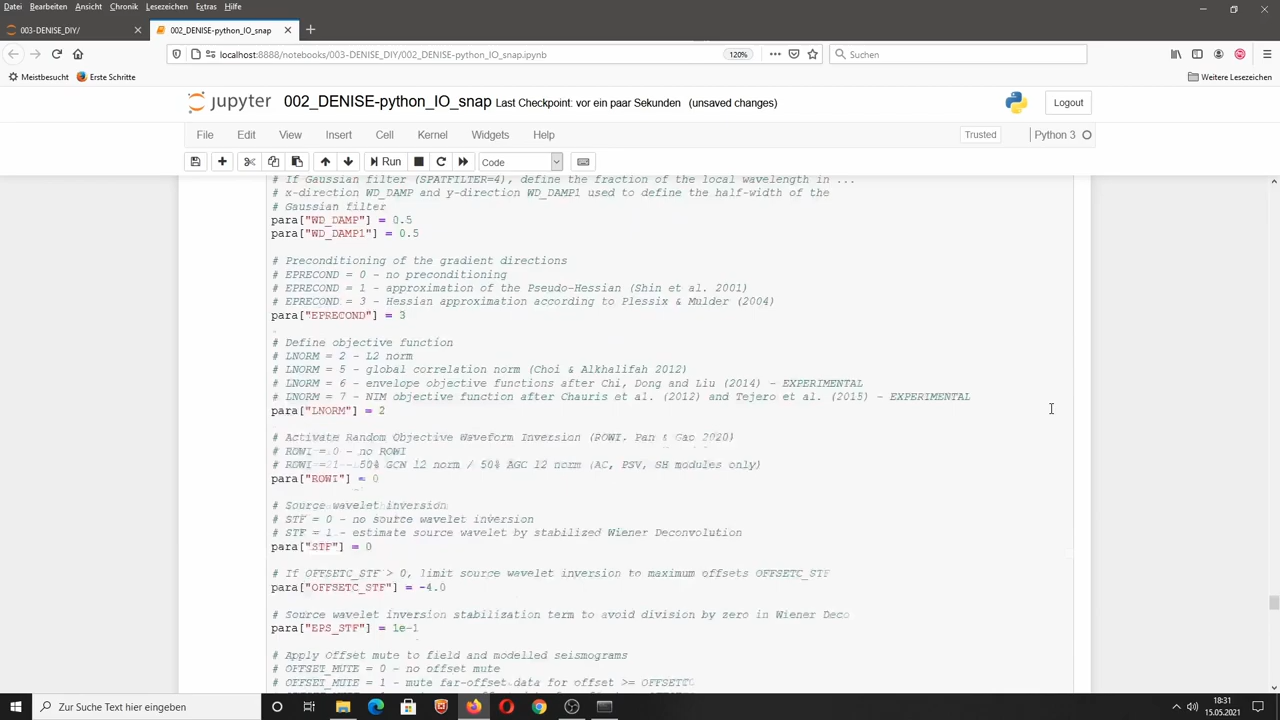 Datei Bearbeiten Ansicht Chronik Lesezeichen Extras Hilfe
003-DENISE_DIY/
002_DENISE-python_IO_snap
localhost:8888/notebooks/003-DENISE_DIY/002_DENISE-python_IO_snap.ipynb
120%
Suchen
Meistbesucht Erste Schritte
Weitere Lesezeichen
jupyter 002_DENISE-python_IO_snap Last Checkpoint: vor ein paar Sekunden (unsaved changes)
Logout
File Edit View Insert Cell Kernel Widgets Help
Trusted
Python 3
Run
Code
# If Gaussian filter (SPATFILTER=4), define the fraction of the local wavelength in ...
# x-direction WD_DAMP and y-direction WD_DAMP1 used to define the half-width of the
# Gaussian filter
para["WD_DAMP"] = 0.5
para["WD_DAMP1"] = 0.5
# Preconditioning of the gradient directions
# EPRECOND = 0 - no preconditioning
# EPRECOND = 1 - approximation of the Pseudo-Hessian (Shin et al. 2001)
# EPRECOND = 3 - Hessian approximation according to Plessix & Mulder (2004)
para["EPRECOND"] = 3
# Define objective function
# LNORM = 2 - L2 norm
# LNORM = 5 - global correlation norm (Choi & Alkhalifah 2012)
# LNORM = 6 - envelope objective functions after Chi, Dong and Liu (2014) - EXPERIMENTAL
# LNORM = 7 - NIM objective function after Chauris et al. (2012) and Tejero et al. (2015) - EXPERIMENTAL
para["LNORM"] = 2
# Activate Random Objective Waveform Inversion (ROWI, Pan & Gao 2020)
# ROWI = 0 - no ROWI
# ROWI = 1 - 50% GCN l2 norm / 50% AGC l2 norm (AC, PSV, SH modules only)
para["ROWI"] = 0
# Source wavelet inversion
# STF = 0 - no source wavelet inversion
# STF = 1 - estimate source wavelet by stabilized Wiener Deconvolution
para["STF"] = 0
# If OFFSETC_STF > 0, limit source wavelet inversion to maximum offsets OFFSETC_STF
para["OFFSETC_STF"] = -4.0
# Source wavelet inversion stabilization term to avoid division by zero in Wiener Deco
para["EPS_STF"] = 1e-1
# Apply Offset mute to field and modelled seismograms
# OFFSET_MUTE = 0 - no offset mute
# OFFSET_MUTE = 1 - mute far-offset data for offset >= OFFSETC
Zur Suche Text hier eingeben
18:31
15.05.2021